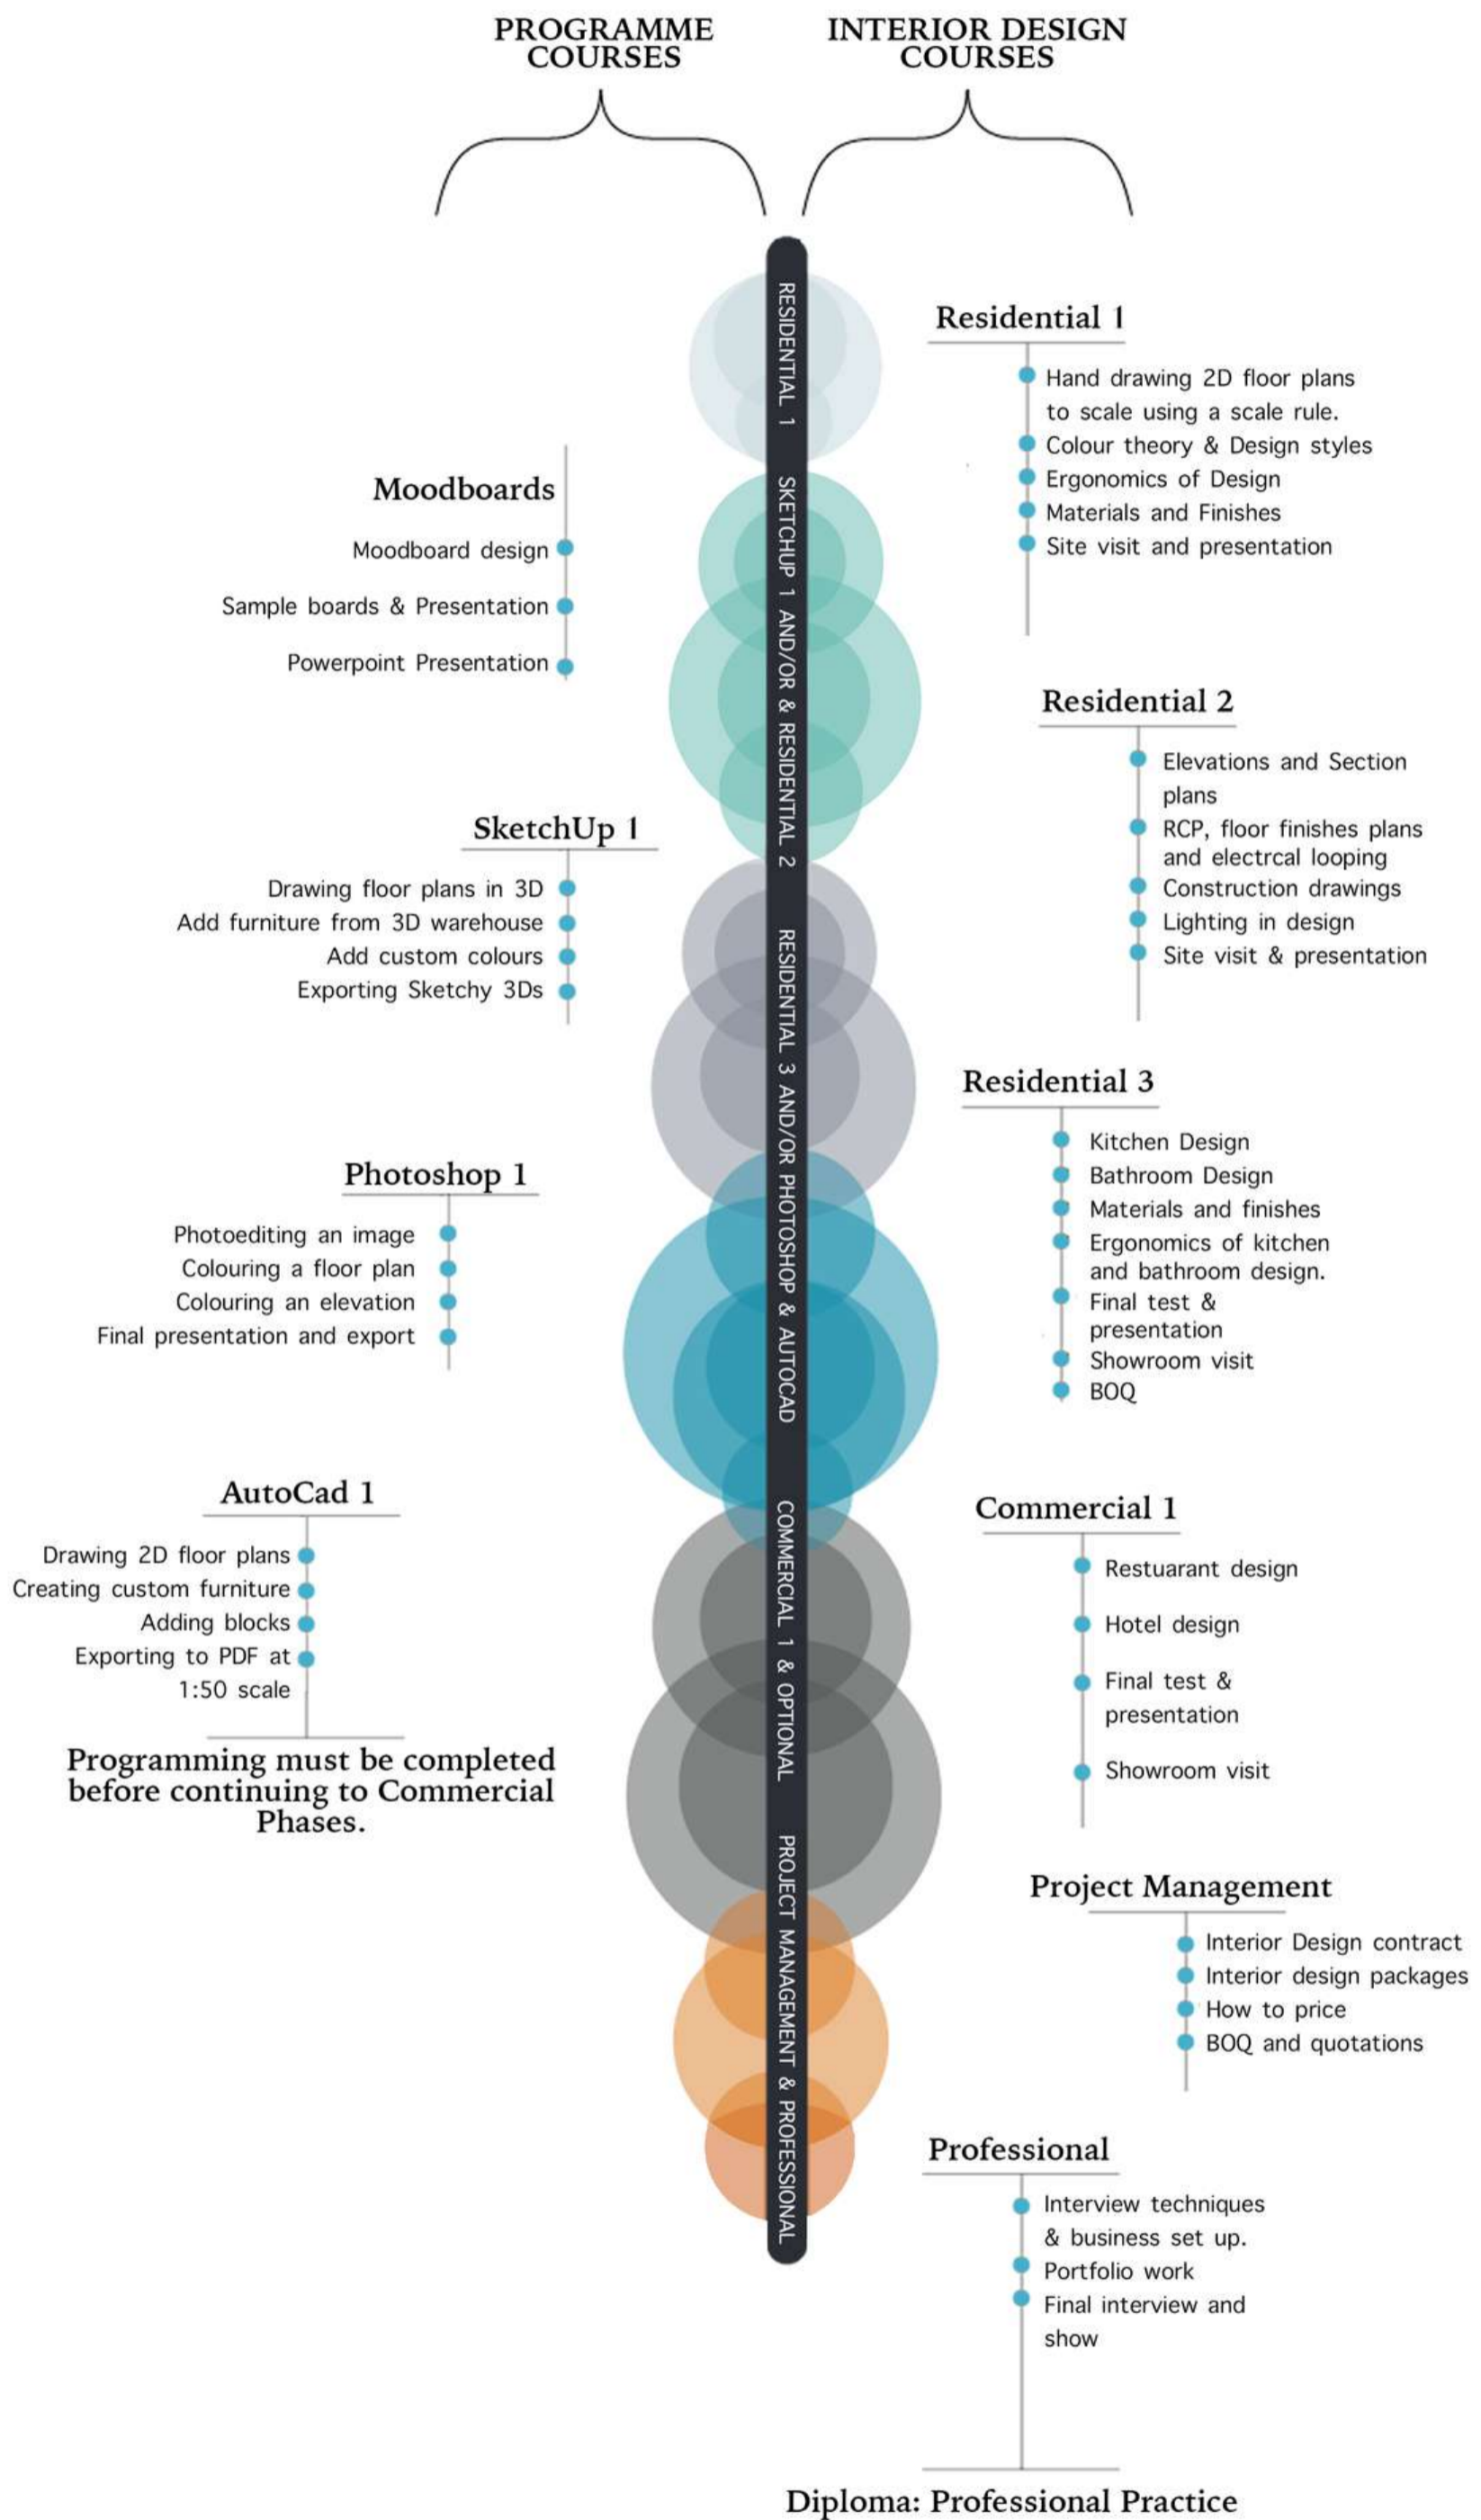 PROGRAMME
COURSES
INTERIOR DESIGN
COURSES
RESIDENTIAL 1
SKETCHUP 1 AND/OR & RESIDENTIAL 2
RESIDENTIAL 3 AND/OR PHOTOSHOP & AUTOCAD
COMMERCIAL 1 & OPTIONAL
PROJECT MANAGEMENT & PROFESSIONAL
Moodboards
Moodboard design
Sample boards & Presentation
Powerpoint Presentation
SketchUp 1
Drawing floor plans in 3D
Add furniture from 3D warehouse
Add custom colours
Exporting Sketchy 3Ds
Photoshop 1
Photoediting an image
Colouring a floor plan
Colouring an elevation
Final presentation and export
AutoCad 1
Drawing 2D floor plans
Creating custom furniture
Adding blocks
Exporting to PDF at
1:50 scale
Programming must be completed
before continuing to Commercial
Phases.
Residential 1
Hand drawing 2D floor plans
to scale using a scale rule.
Colour theory & Design styles
Ergonomics of Design
Materials and Finishes
Site visit and presentation
Residential 2
Elevations and Section
plans
RCP, floor finishes plans
and electrcal looping
Construction drawings
Lighting in design
Site visit & presentation
Residential 3
Kitchen Design
Bathroom Design
Materials and finishes
Ergonomics of kitchen
and bathroom design.
Final test &
presentation
Showroom visit
BOQ
Commercial 1
Restuarant design
Hotel design
Final test &
presentation
Showroom visit
Project Management
Interior Design contract
Interior design packages
How to price
BOQ and quotations
Professional
Interview techniques
& business set up.
Portfolio work
Final interview and
show
Diploma: Professional Practice